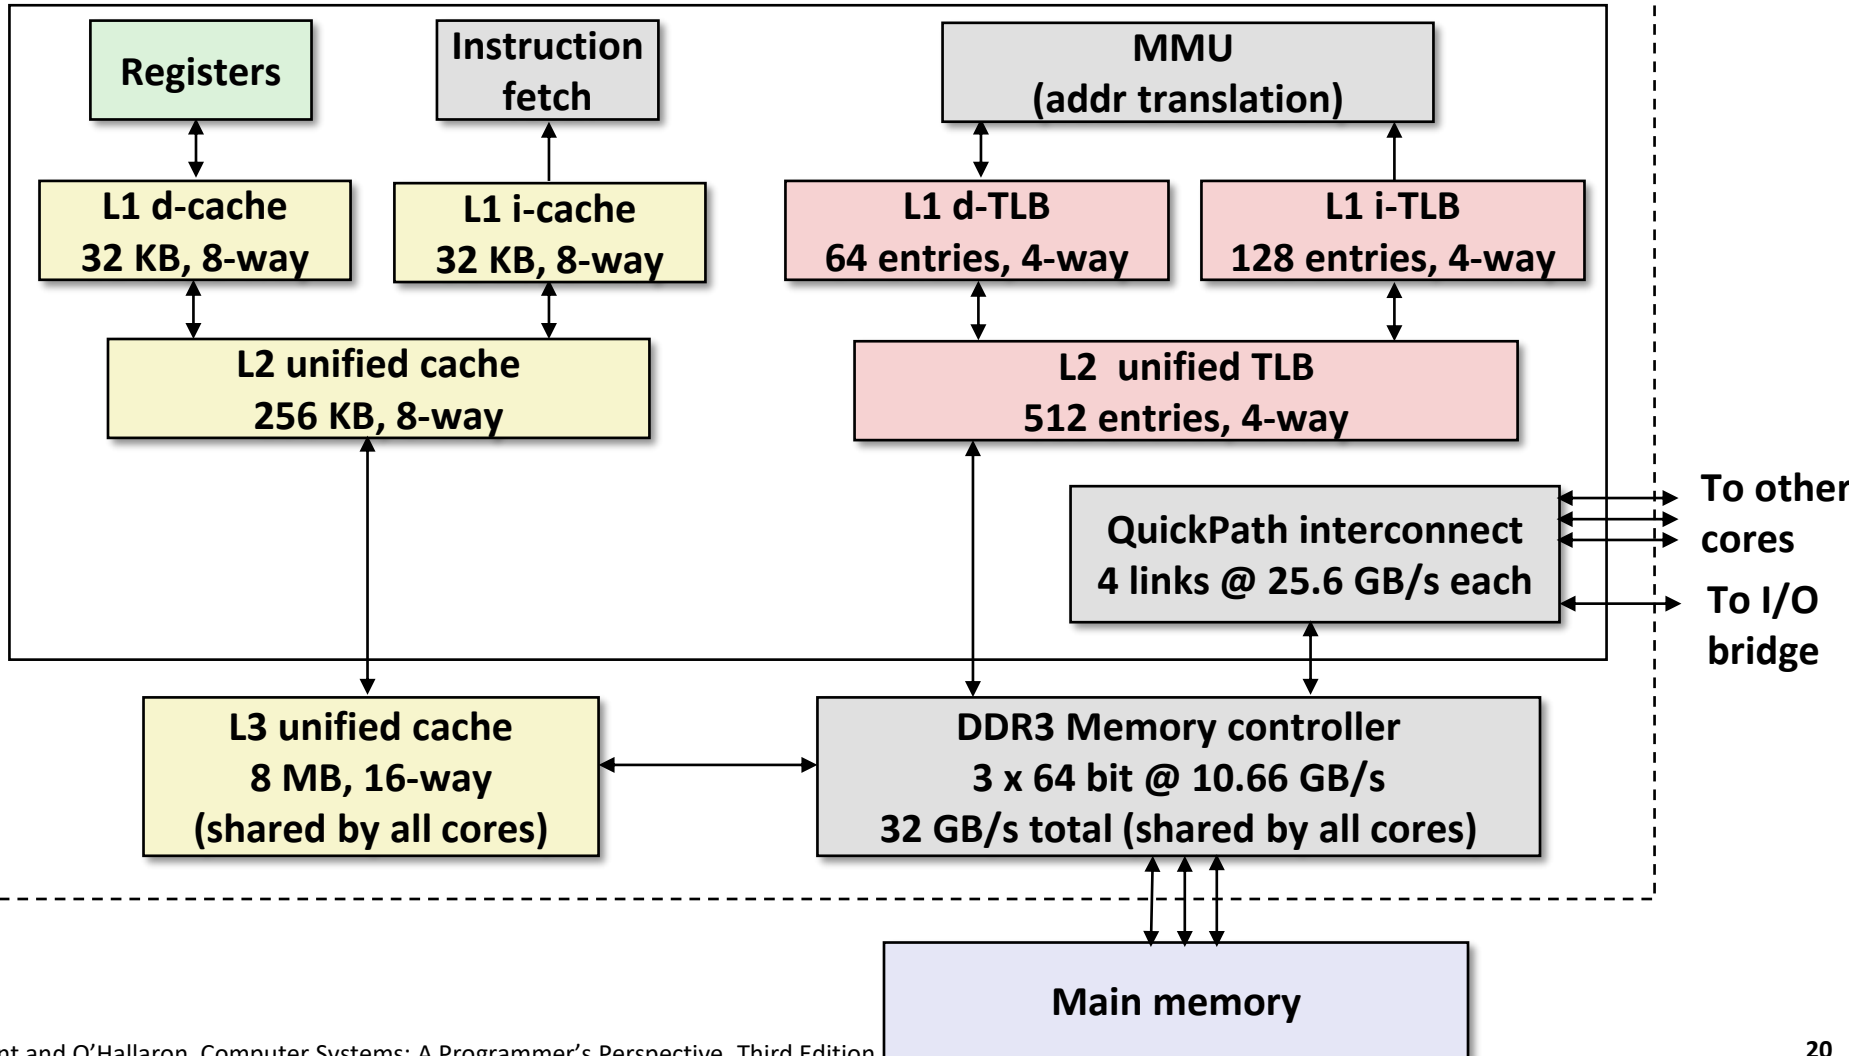 Registers
Instruction
fetch
MMU
(addr translation)
L1 d-cache
32 KB, 8-way
L1 i-cache
32 KB, 8-way
L1 d-TLB
64 entries, 4-way
L1 i-TLB
128 entries, 4-way
L2 unified cache
256 KB, 8-way
L2  unified TLB
512 entries, 4-way
QuickPath interconnect
4 links @ 25.6 GB/s each
To other
cores
To I/O
bridge
L3 unified cache
8 MB, 16-way
(shared by all cores)
DDR3 Memory controller
3 x 64 bit @ 10.66 GB/s
32 GB/s total (shared by all cores)
Main memory
nt and O'Hallaron, Computer Systems: A Programmer's Perspective, Third Edition
20